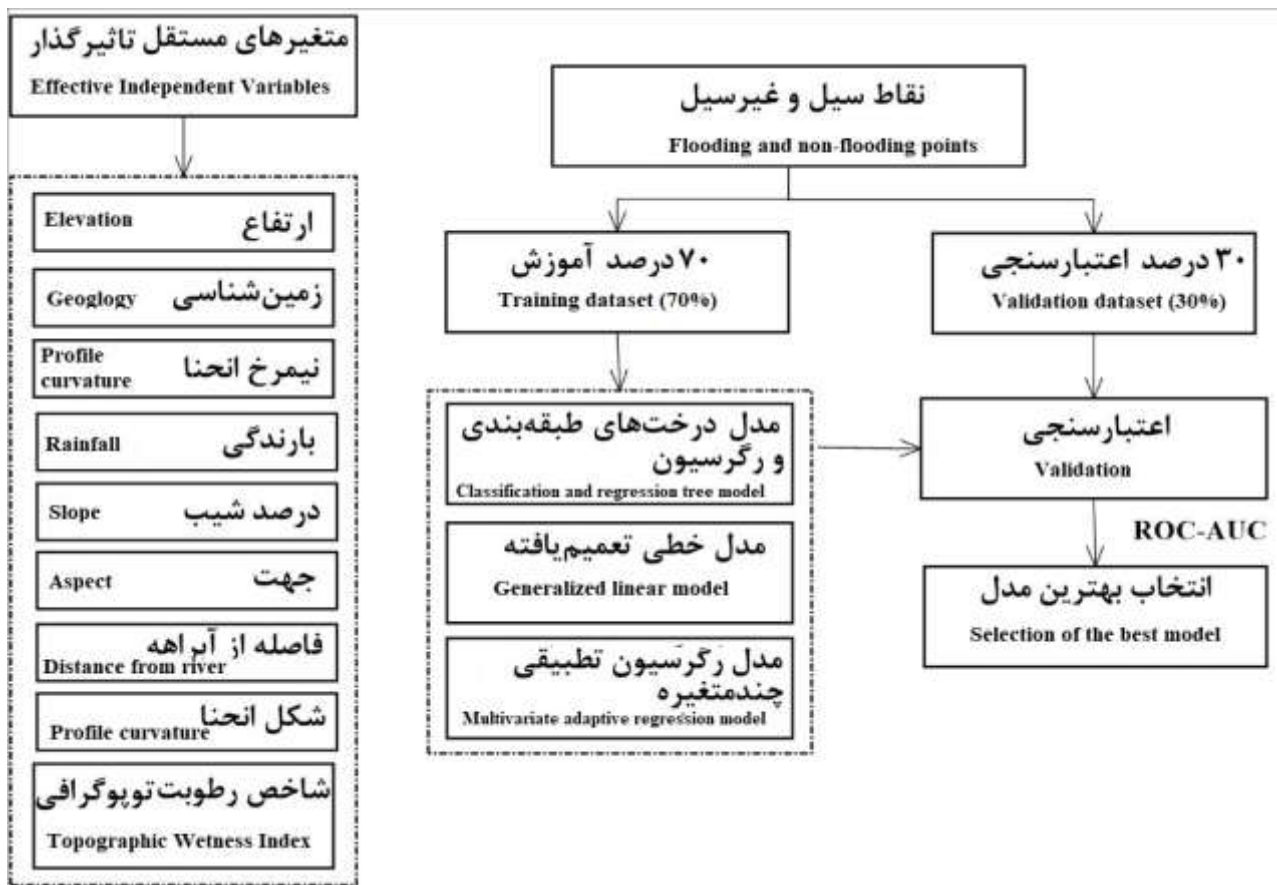 متغیرهای مستقل تاثیرگذار
Effective Independent Variables
ارتفاع
Elevation
زمین‌شناسی
Geoglogy
نیمرخ انحنا
Profile
curvature
بارندگی
Rainfall
درصد شیب
Slope
جهت
Aspect
فاصله از آبراهه
Distance from river
شکل انحنا
Profile curvature
شاخص رطوبت توپوگرافی
Topographic Wetness Index
نقاط سیل و غیرسیل
Flooding and non-flooding points
۷۰ درصد آموزش
Training dataset (70%)
۳۰ درصد اعتبارسنجی
Validation dataset (30%)
مدل درخت‌های طبقه‌بندی
و رگرسیون
Classification and regression tree model
مدل خطی تعمیم‌یافته
Generalized linear model
مدل رگرسیون تطبیقی
چندمتغیره
Multivariate adaptive regression model
اعتبارسنجی
Validation
ROC-AUC
انتخاب بهترین مدل
Selection of the best model